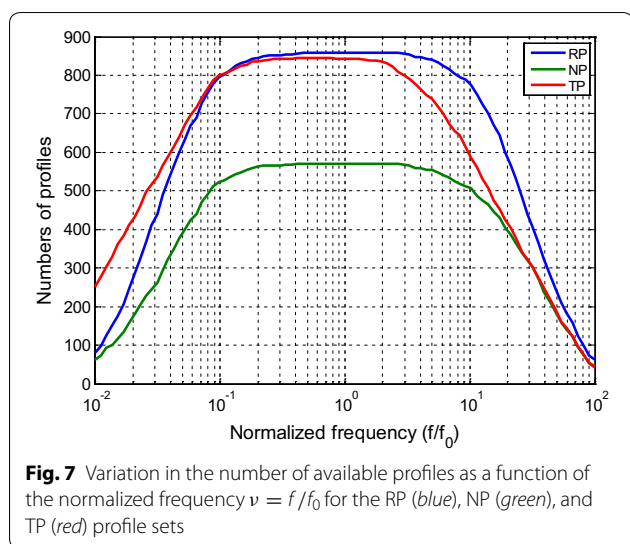 900
800
700
600
500
400
300
200
100
0
Numbers of profiles
RP
NP
TP
10^-2
10^-1
10^0
10^1
10^2
Normalized frequency (f/f_0)
Fig. 7 Variation in the number of available profiles as a function of
the normalized frequency ν = f/f_0 for the RP (blue), NP (green), and
TP (red) profile sets